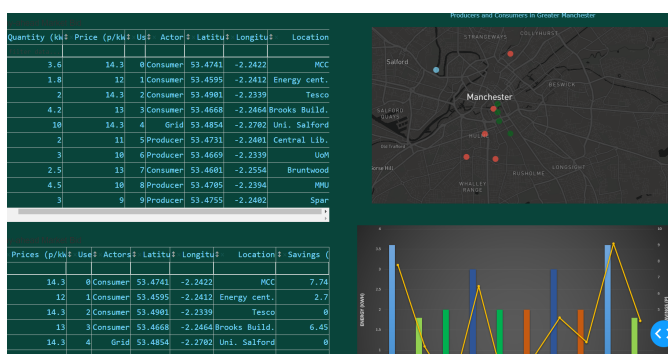 Producers and Consumers in Greater Manchester
Quantity (kW Price (p/kW Us Actor Latitu Longitu Location
3.6 14.3 0 Consumer 53.4741 -2.2422 MCC
1.8 12 1 Consumer 53.4595 -2.2412 Energy cent.
2 14.3 2 Consumer 53.4901 -2.2339 Tesco
4.2 13 3 Consumer 53.4668 -2.2464 Brooks Build.
10 14.3 4 Grid 53.4854 -2.2702 Uni. Salford
2 11 5 Producer 53.4731 -2.2401 Central Lib.
3 10 6 Producer 53.4669 -2.2339 UoM
2.5 13 7 Consumer 53.4601 -2.2554 Bruntwood
4.5 10 8 Producer 53.4705 -2.2394 MMU
3 9 9 Producer 53.4755 -2.2402 Spar
STRANGEWAYS
COLLYHURST
Salford
BESWICK
Manchester
SALFORD
QUAYS
HULME
LONGSIGHT
RUSHOLME
WHALLEY
RANGE
Prices (p/kW Use Actors Latitu Longitu Location Savings (
14.3 0 Consumer 53.4741 -2.2422 MCC 7.74
12 1 Consumer 53.4595 -2.2412 Energy cent. 2.7
14.3 2 Consumer 53.4901 -2.2339 Tesco 0
13 3 Consumer 53.4668 -2.2464 Brooks Build. 6.45
14.3 4 Grid 53.4854 -2.2702 Uni. Salford 0
ENERGY (KWH)